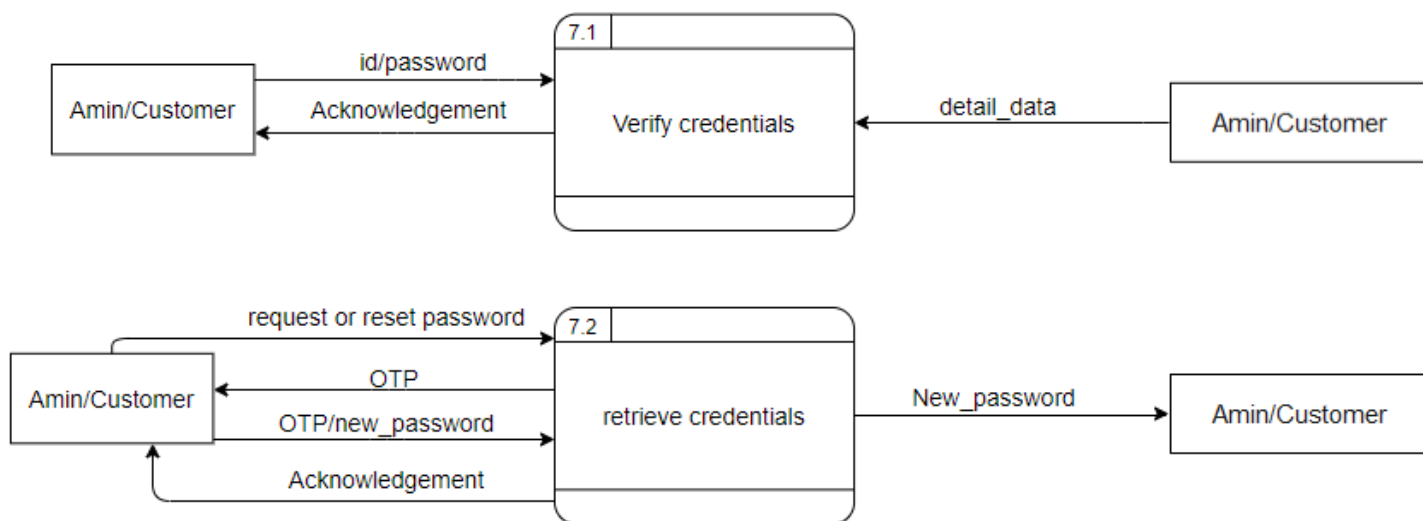 7.1
id/password
Amin/Customer
Acknowledgement
Verify credentials
detail_data
Amin/Customer
7.2
request or reset password
OTP
Amin/Customer
OTP/new_password
Acknowledgement
retrieve credentials
New_password
Amin/Customer